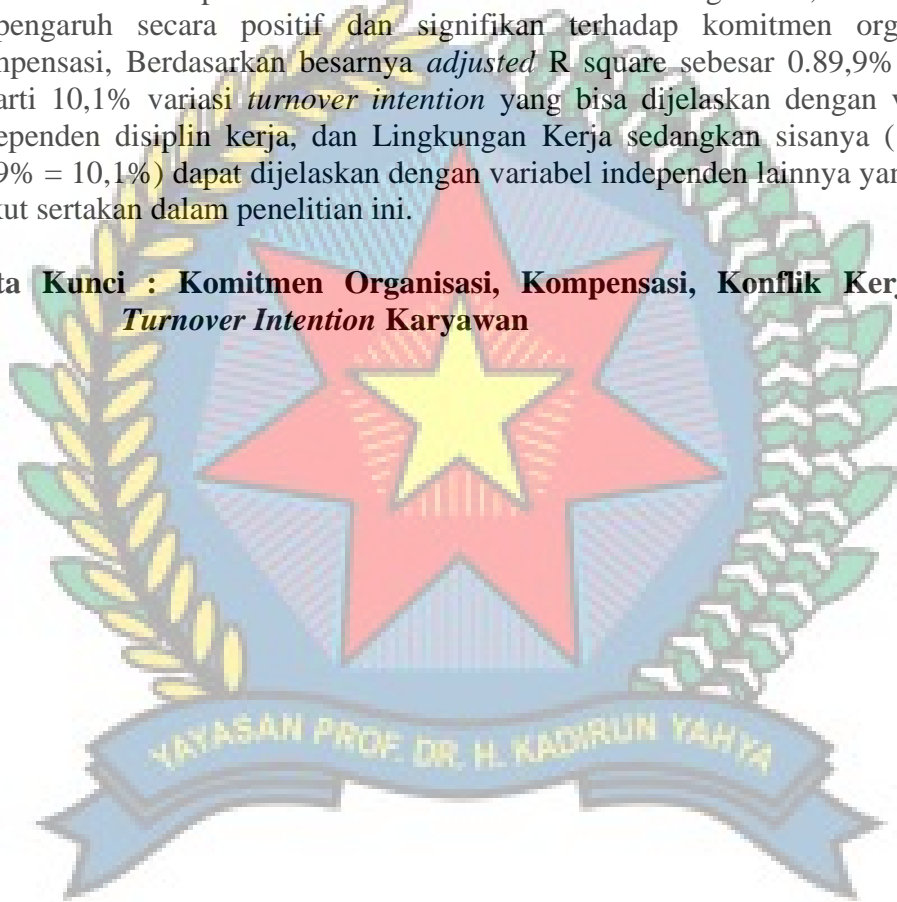 pengaruh secara positif dan signifikan terhadap komitmen org
npensasi, Berdasarkan besarnya adjusted R square sebesar 0.89,9%
arti 10,1% variasi turnover intention yang bisa dijelaskan dengan v
ependen disiplin kerja, dan Lingkungan Kerja sedangkan sisanya (
9% = 10,1%) dapat dijelaskan dengan variabel independen lainnya yan
kut sertakan dalam penelitian ini.
ta Kunci : Komitmen Organisasi, Kompensasi, Konflik Kerj
Turnover Intention Karyawan
YAYASAN PROF. DR. H. KADIRUN YAHYA